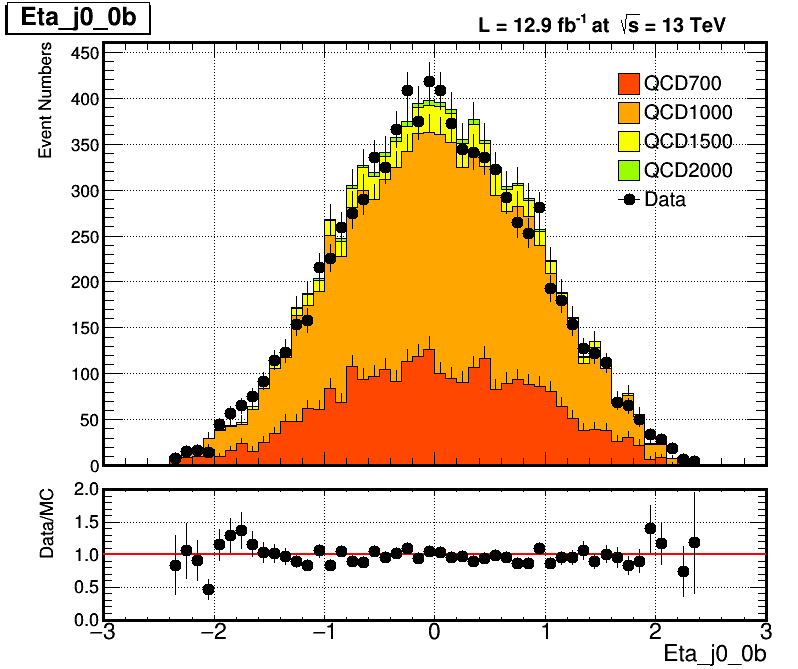 Eta_j0_0b
L = 12.9 fb⁻¹ at √s = 13 TeV
Event Numbers
450
400
350
300
250
200
150
100
50
0
QCD700
QCD1000
QCD1500
QCD2000
Data
Data/MC
2.0
1.5
1.0
0.5
0.0
−3 −2 −1 0 1 2 3
Eta_j0_0b